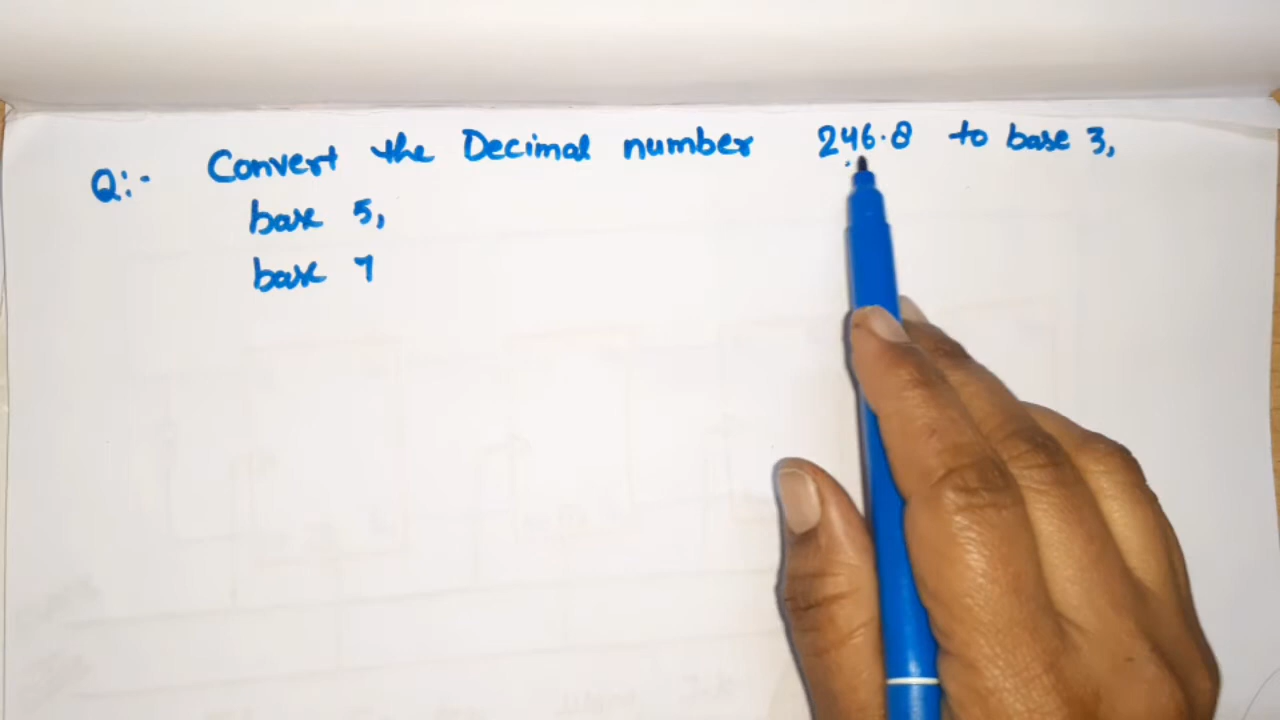 Q:- Convert the Decimal number 246.8 to base 3,
base 5,
base 7